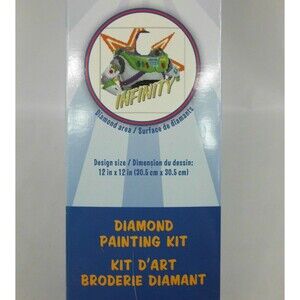 INFINITY
Diamond area / Surface de diamants
Design size / Dimension du dessin:
12 in x 12 in (30.5 cm x 30.5 cm)
DIAMOND
PAINTING KIT
KIT D'ART
BRODERIE DIAMANT